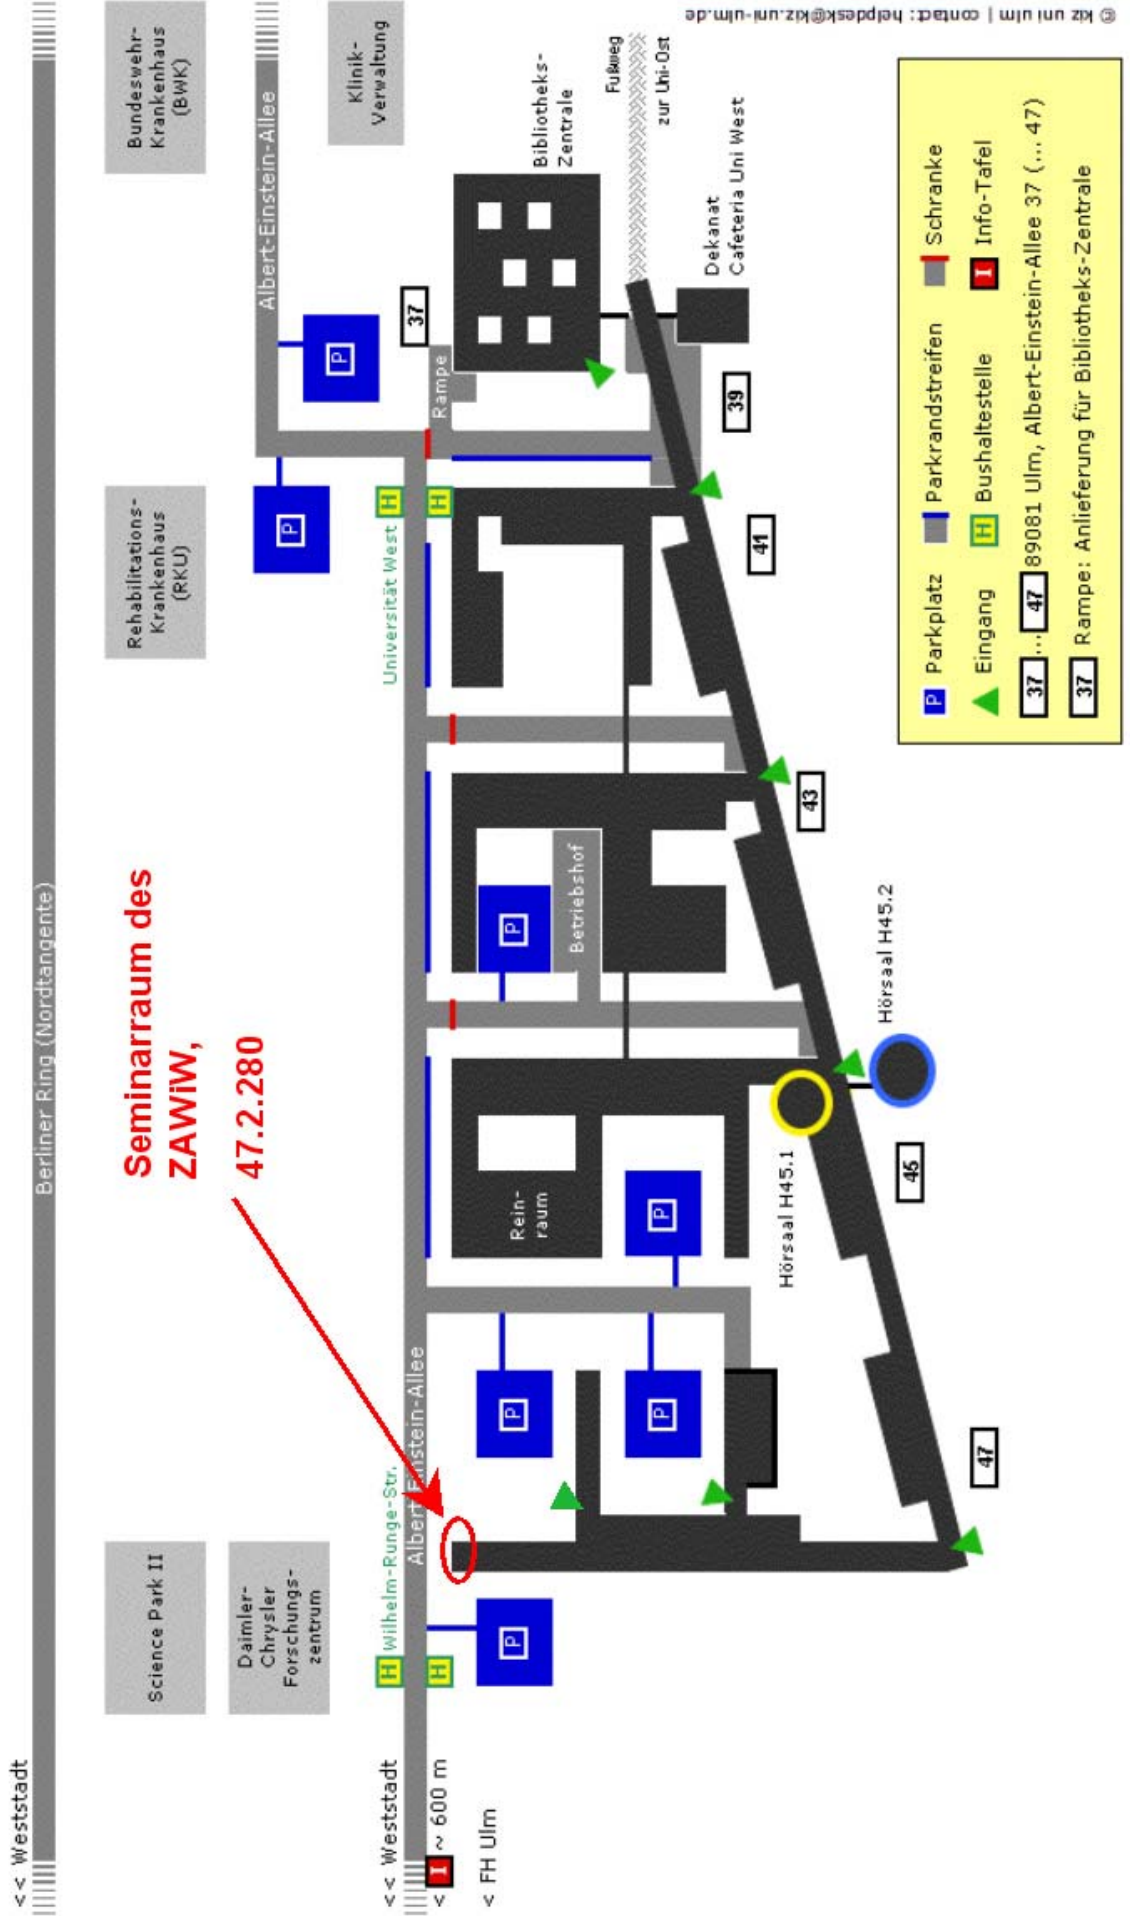 << Weststadt
Berliner Ring (Nordtangente)
Science Park II
Daimler-
Chrysler
Forschungs-
zentrum
Seminarraum des
ZAWiW,
47.2.280
Rehabilitations-
Krankenhaus
(RKU)
Bundeswehr-
Krankenhaus
(BWK)
Klinik-
Verwaltung
Albert-Einstein-Allee
P
P
<< Weststadt
H Wilhelm-Runge-Str.
Universität West H
Albert-Einstein-Allee
< I ~ 600 m
H
H
Rampe
37
< FH Ulm
P
P
P
P
P
Rein-
raum
Betriebshof
Bibliotheks-
Zentrale
Fußweg
zur Uni-Ost
Dekanat
Cafeteria Uni West
39
41
43
Hörsaal H45.1
Hörsaal H45.2
45
47
P Parkplatz
Parkrandstreifen
Schranke
Eingang
H Bushaltestelle
I Info-Tafel
37 ... 47 89081 Ulm, Albert-Einstein-Allee 37 (... 47)
37 Rampe: Anlieferung für Bibliotheks-Zentrale
© kiz uni ulm | contact: helpdesk@kiz.uni-ulm.de